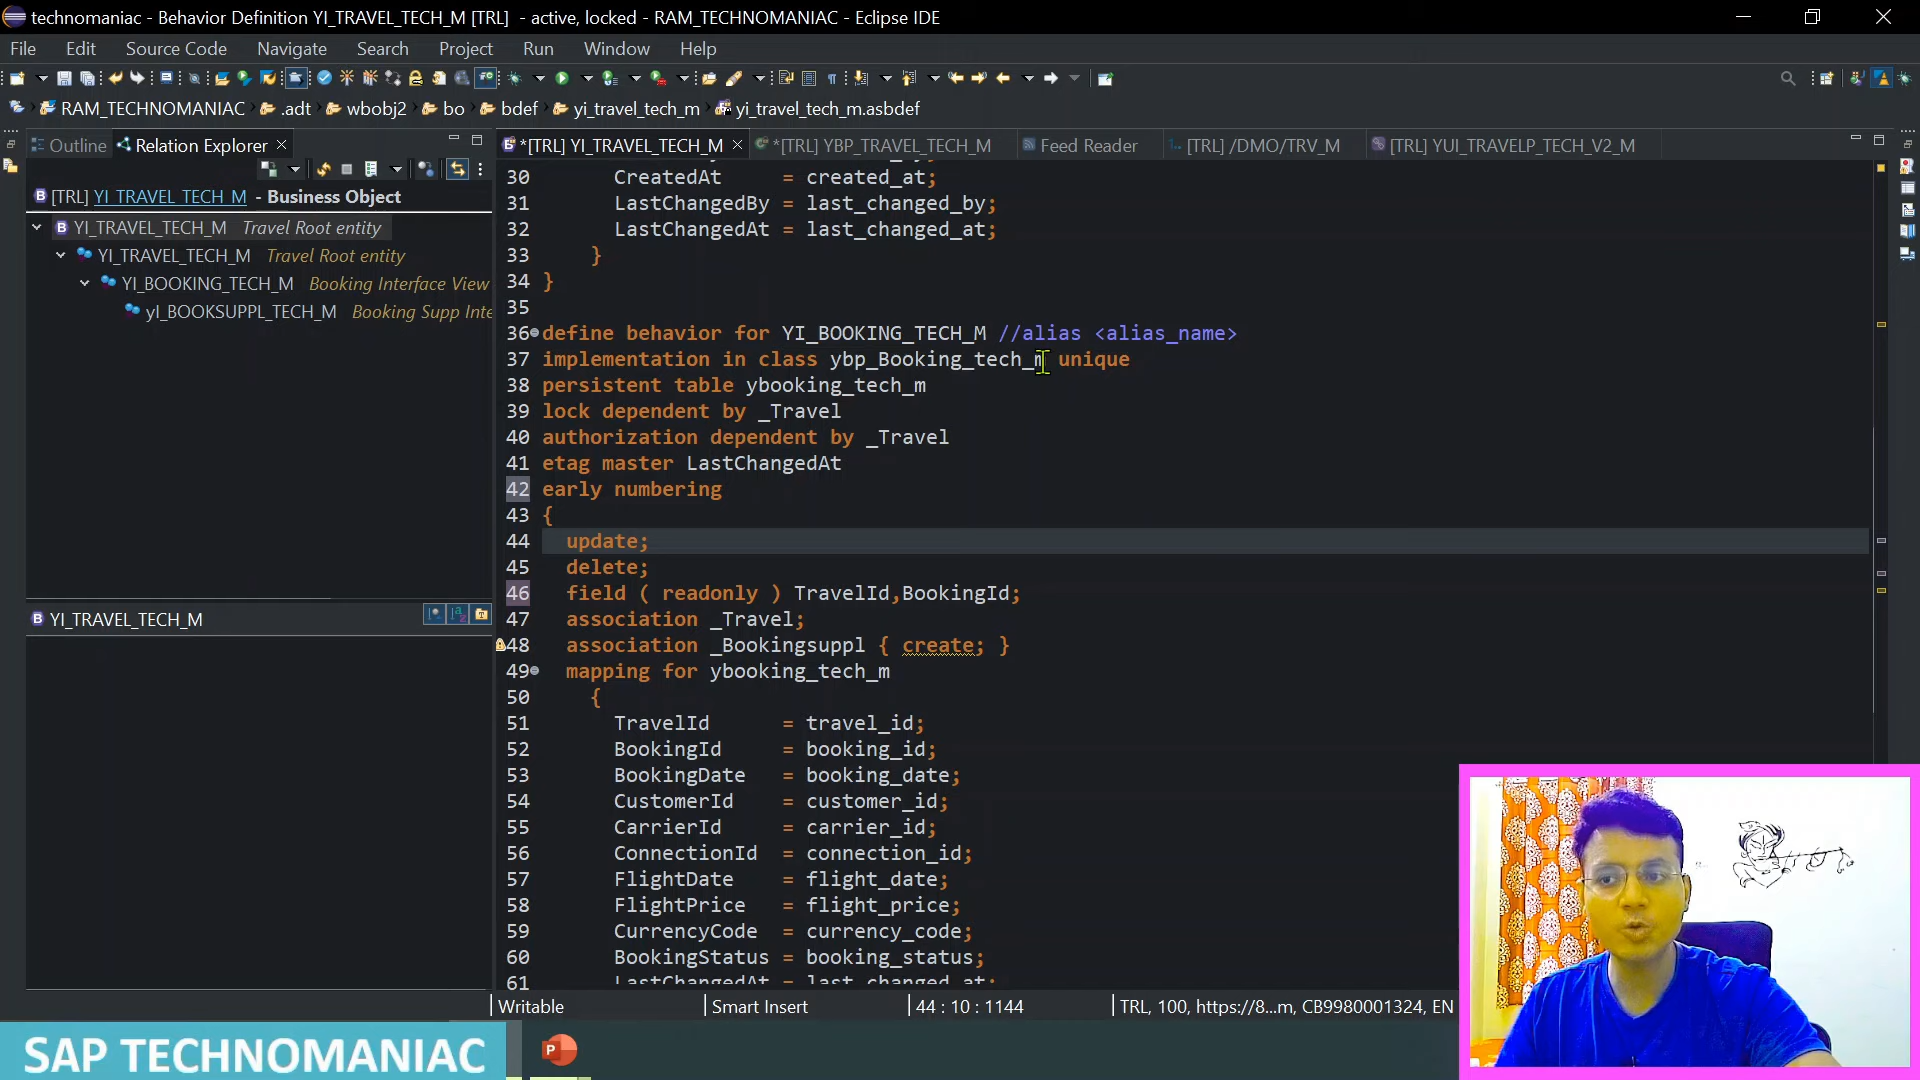 technomaniac - Behavior Definition YI_TRAVEL_TECH_M [TRL]  - active, locked - RAM_TECHNOMANIAC - Eclipse IDE
File Edit Source Code Navigate Search Project Run Window Help
RAM_TECHNOMANIAC .adt wbobj2 bo bdef yi_travel_tech_m yi_travel_tech_m.asbdef
Outline Relation Explorer
*[TRL] YI_TRAVEL_TECH_M *[TRL] YBP_TRAVEL_TECH_M Feed Reader [TRL] /DMO/TRV_M [TRL] YUI_TRAVELP_TECH_V2_M
[TRL] YI_TRAVEL_TECH_M - Business Object
YI_TRAVEL_TECH_M Travel Root entity
YI_TRAVEL_TECH_M Travel Root entity
YI_BOOKING_TECH_M Booking Interface View
yI_BOOKSUPPL_TECH_M Booking Supp Inte
YI_TRAVEL_TECH_M
30 CreatedAt = created_at;
31 LastChangedBy = last_changed_by;
32 LastChangedAt = last_changed_at;
33 }
34 }
35
36 define behavior for YI_BOOKING_TECH_M //alias <alias_name>
37 implementation in class ybp_Booking_tech_m unique
38 persistent table ybooking_tech_m
39 lock dependent by _Travel
40 authorization dependent by _Travel
41 etag master LastChangedAt
42 early numbering
43 {
44 update;
45 delete;
46 field ( readonly ) TravelId,BookingId;
47 association _Travel;
48 association _Bookingsuppl { create; }
49 mapping for ybooking_tech_m
50 {
51 TravelId = travel_id;
52 BookingId = booking_id;
53 BookingDate = booking_date;
54 CustomerId = customer_id;
55 CarrierId = carrier_id;
56 ConnectionId = connection_id;
57 FlightDate = flight_date;
58 FlightPrice = flight_price;
59 CurrencyCode = currency_code;
60 BookingStatus = booking_status;
61 LastChangedAt = last_changed_at;
Writable Smart Insert 44 : 10 : 1144 TRL, 100, https://8...m, CB9980001324, EN
SAP TECHNOMANIAC
P